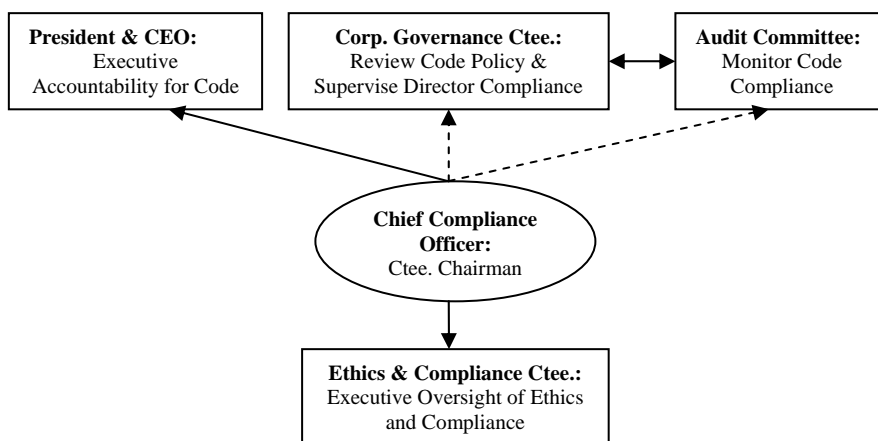 President & CEO:
Executive
Accountability for Code
Corp. Governance Ctee.:
Review Code Policy &
Supervise Director Compliance
Audit Committee:
Monitor Code
Compliance
Chief Compliance
Officer:
Ctee. Chairman
Ethics & Compliance Ctee.:
Executive Oversight of Ethics
and Compliance